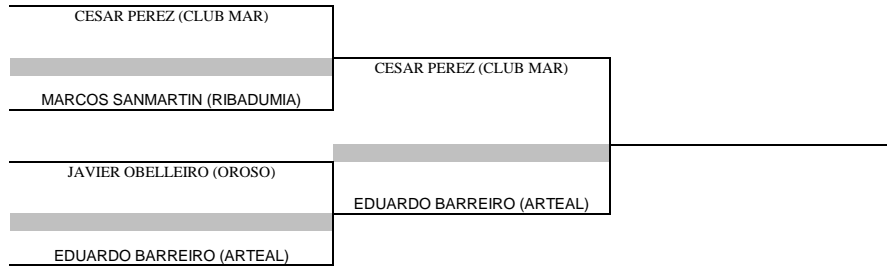 CESAR PEREZ (CLUB MAR)
CESAR PEREZ (CLUB MAR)
MARCOS SANMARTIN (RIBADUMIA)
JAVIER OBELLEIRO (OROSO)
EDUARDO BARREIRO (ARTEAL)
EDUARDO BARREIRO (ARTEAL)